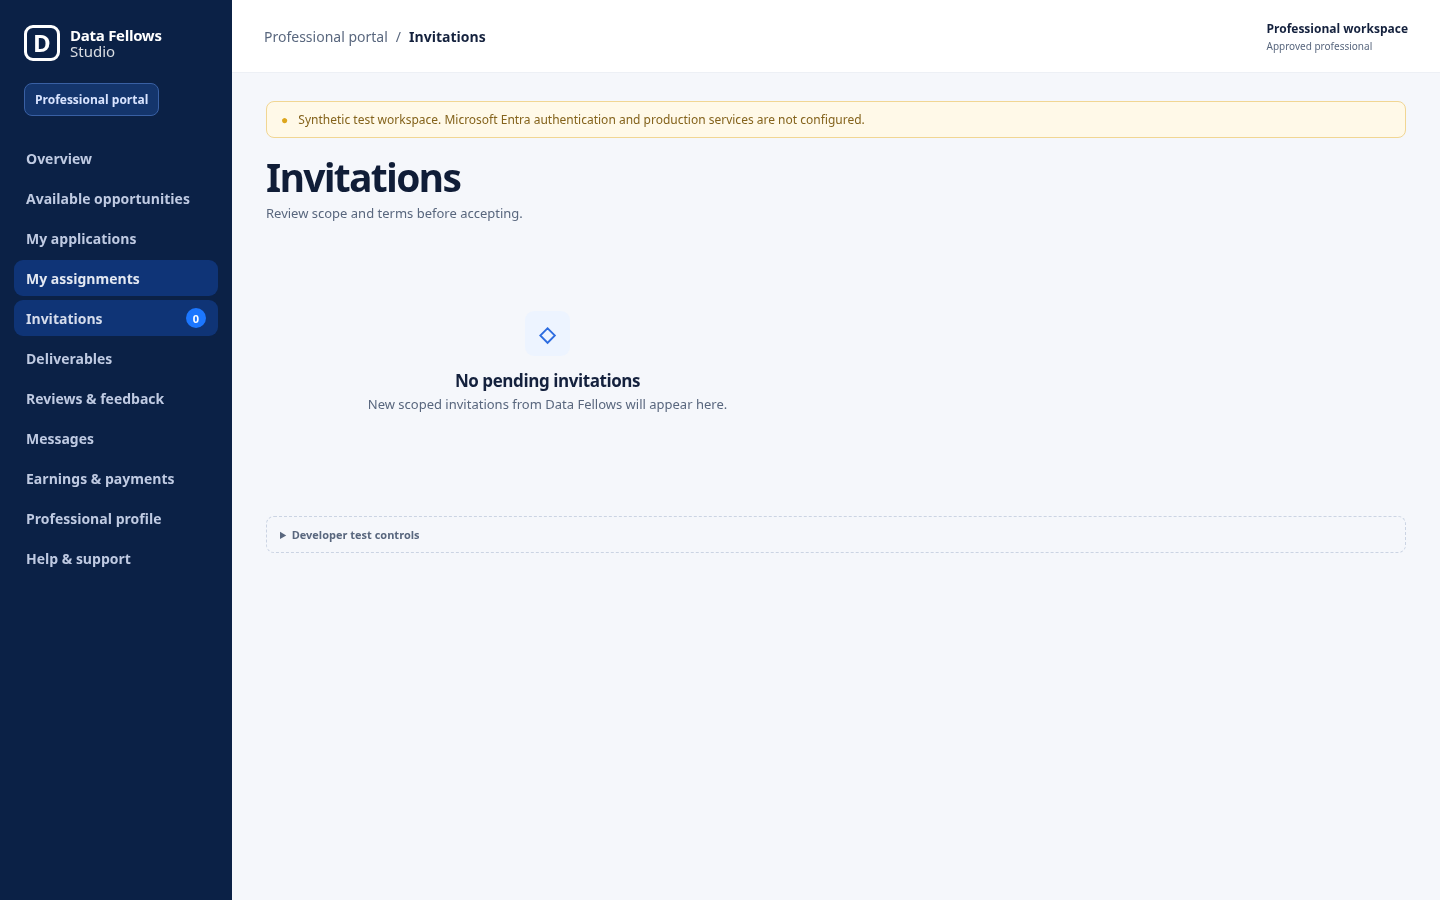 D
Data Fellows
Studio
Professional portal
Overview
Available opportunities
My applications
My assignments
Invitations 0
Deliverables
Reviews & feedback
Messages
Earnings & payments
Professional profile
Help & support
Professional portal / Invitations
Professional workspace
Approved professional
Synthetic test workspace. Microsoft Entra authentication and production services are not configured.
Invitations
Review scope and terms before accepting.
No pending invitations
New scoped invitations from Data Fellows will appear here.
Developer test controls